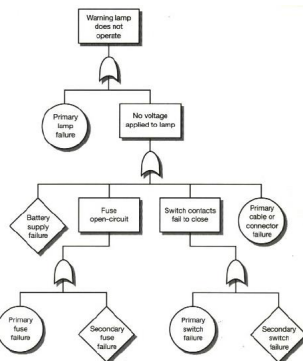 Warning lamp
does not
operate
Primary
lamp
failure
No voltage
applied to lamp
Battery
supply
failure
Fuse
open-circuit
Switch contacts
fail to close
Primary
cable or
connector
failure
Primary
fuse
failure
Secondary
fuse
failure
Primary
switch
failure
Secondary
switch
failure